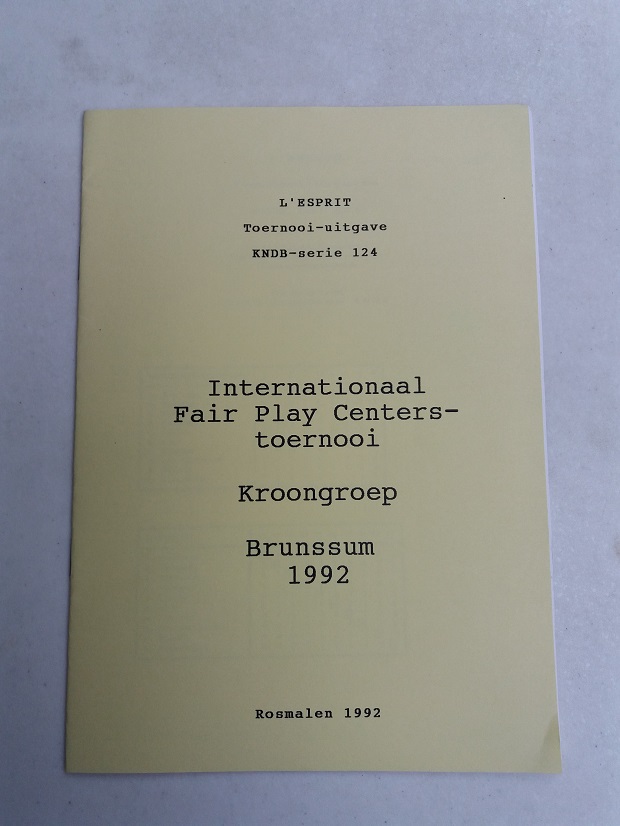 L'ESPRIT
Toernooi-uitgave
KNDB-serie 124
Internationaal
Fair Play Centers-
toernooi
Kroongroep
Brunssum
1992
Rosmalen 1992